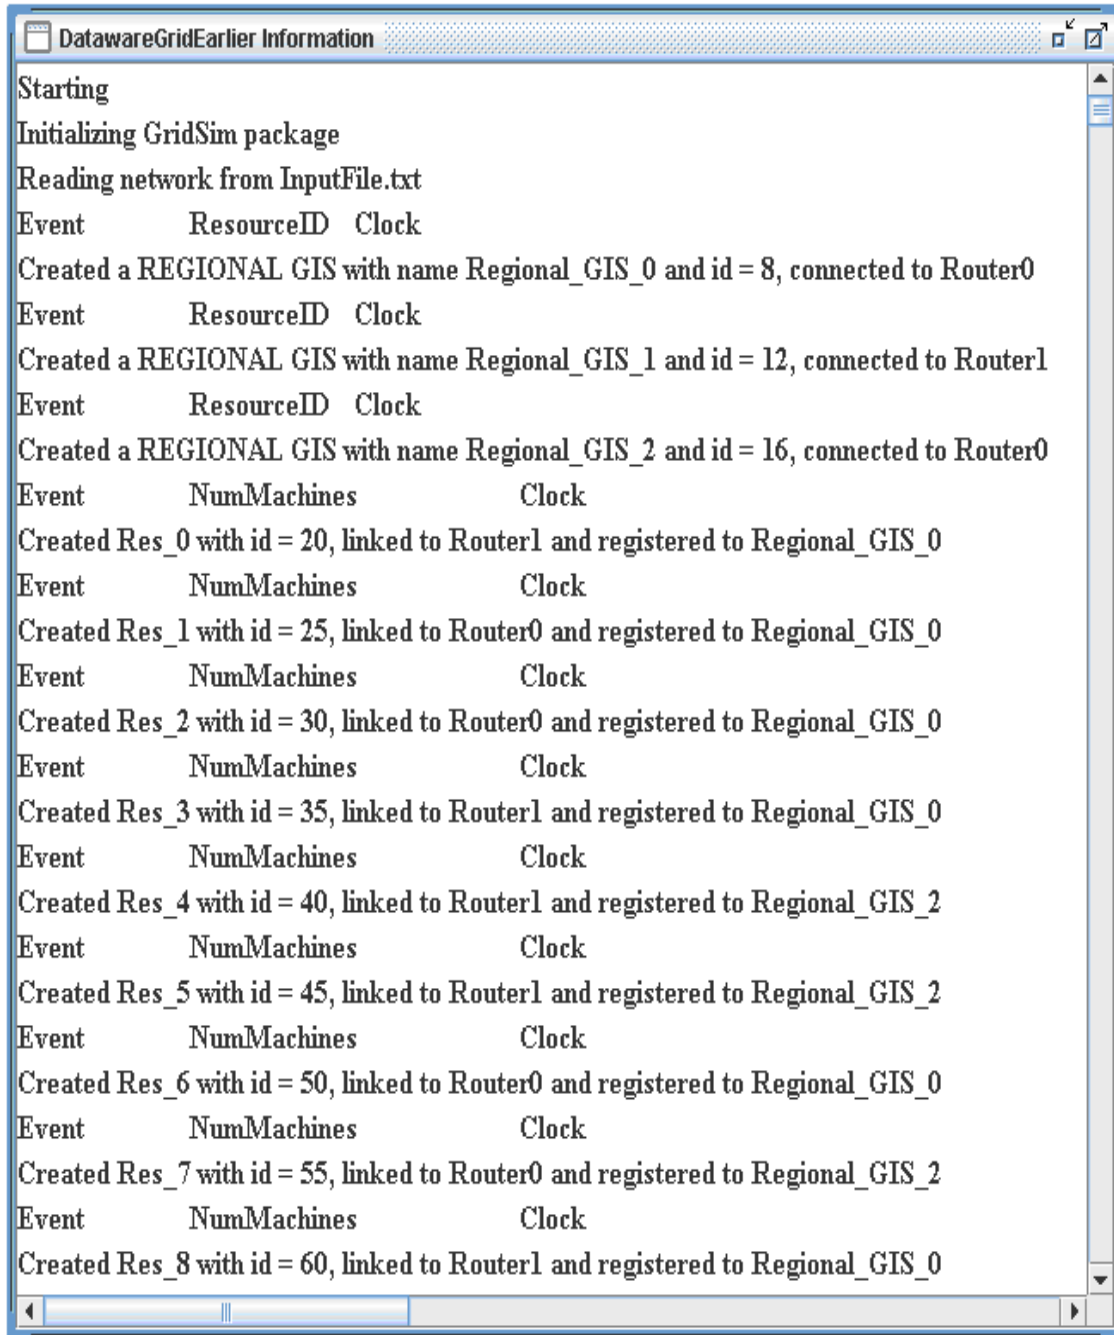 DatawareGridEarlier Information
Starting
Initializing GridSim package
Reading network from InputFile.txt
Event ResourceID Clock
Created a REGIONAL GIS with name Regional_GIS_0 and id = 8, connected to Router0
Event ResourceID Clock
Created a REGIONAL GIS with name Regional_GIS_1 and id = 12, connected to Router1
Event ResourceID Clock
Created a REGIONAL GIS with name Regional_GIS_2 and id = 16, connected to Router0
Event NumMachines Clock
Created Res_0 with id = 20, linked to Router1 and registered to Regional_GIS_0
Event NumMachines Clock
Created Res_1 with id = 25, linked to Router0 and registered to Regional_GIS_0
Event NumMachines Clock
Created Res_2 with id = 30, linked to Router0 and registered to Regional_GIS_0
Event NumMachines Clock
Created Res_3 with id = 35, linked to Router1 and registered to Regional_GIS_0
Event NumMachines Clock
Created Res_4 with id = 40, linked to Router1 and registered to Regional_GIS_2
Event NumMachines Clock
Created Res_5 with id = 45, linked to Router1 and registered to Regional_GIS_2
Event NumMachines Clock
Created Res_6 with id = 50, linked to Router0 and registered to Regional_GIS_0
Event NumMachines Clock
Created Res_7 with id = 55, linked to Router0 and registered to Regional_GIS_2
Event NumMachines Clock
Created Res_8 with id = 60, linked to Router1 and registered to Regional_GIS_0